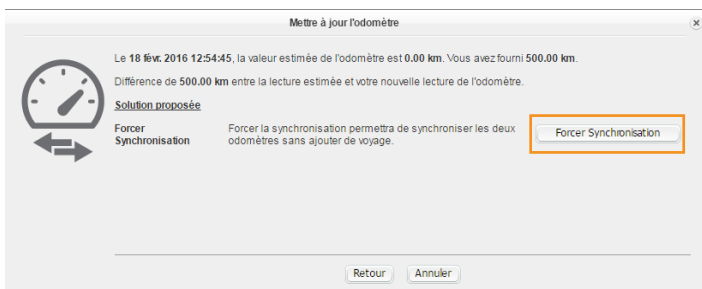 Mettre à jour l'odomètre
Le 18 févr. 2016 12:54:45, la valeur estimée de l'odomètre est 0.00 km. Vous avez fourni 500.00 km.
Différence de 500.00 km entre la lecture estimée et votre nouvelle lecture de l'odomètre.
Solution proposée
Forcer
Synchronisation
Forcer la synchronisation permettra de synchroniser les deux
odomètres sans ajouter de voyage.
Forcer Synchronisation
Retour
Annuler